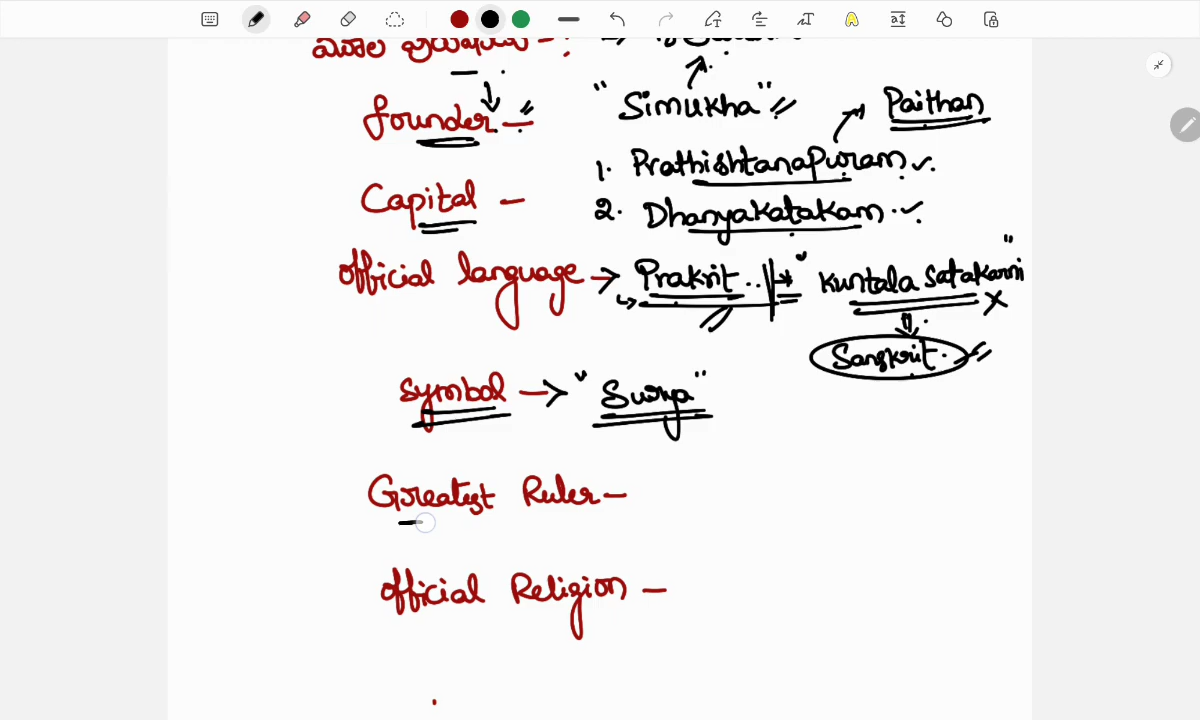 founder - "Simukha" Paithan
1. Prathishtanapuram
Capital -
2. Dhanyakatakam
official language → Prakrit.. → "Kuntala Satakarni"
Sanskrit.
Symbol → "Surya"
Greatest Ruler -
official Religion -